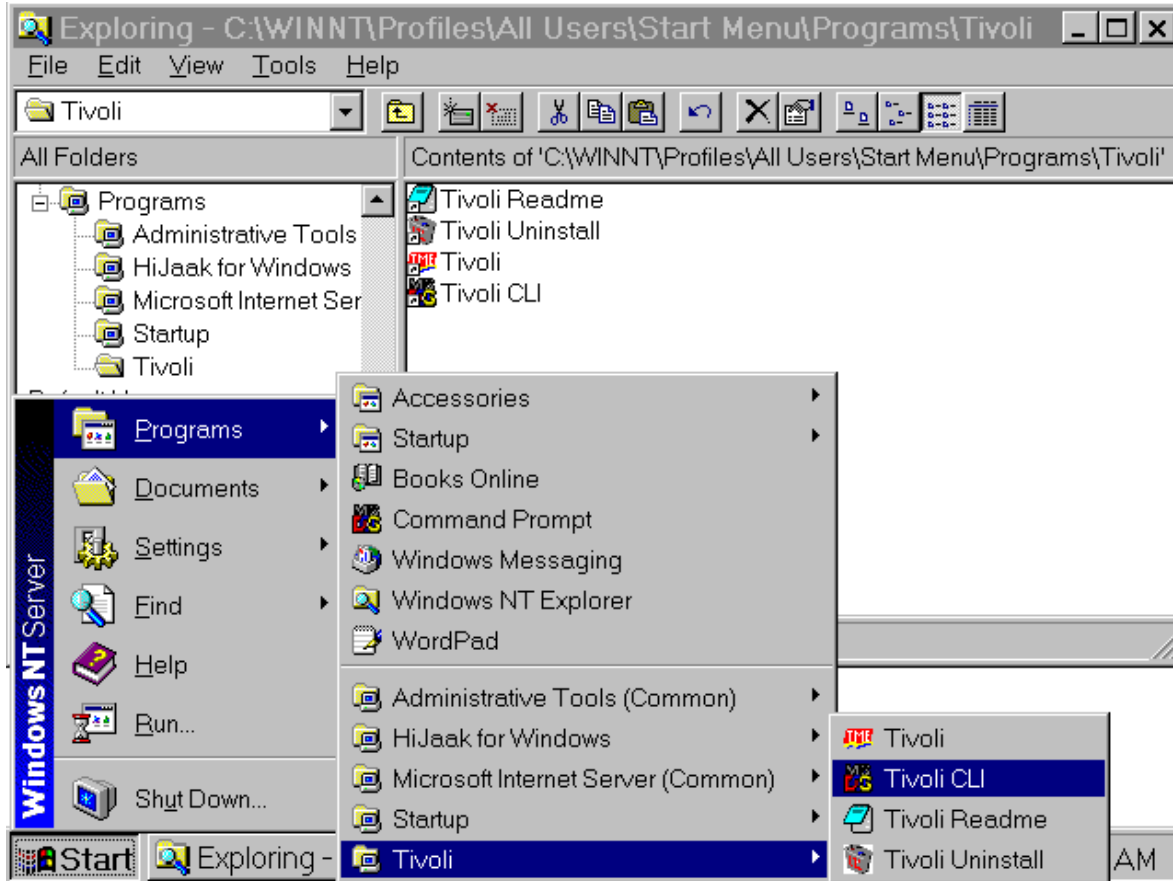 Exploring - C:\WINNT\Profiles\All Users\Start Menu\Programs\Tivoli
File Edit View Tools Help
Tivoli
All Folders
Contents of 'C:\WINNT\Profiles\All Users\Start Menu\Programs\Tivoli'
Programs
Administrative Tools
HiJaak for Windows
Microsoft Internet Ser
Startup
Tivoli
Tivoli Readme
Tivoli Uninstall
Tivoli
Tivoli CLI
Windows NT Server
Programs
Documents
Settings
Find
Help
Run...
Shut Down...
Accessories
Startup
Books Online
Command Prompt
Windows Messaging
Windows NT Explorer
WordPad
Administrative Tools (Common)
HiJaak for Windows
Microsoft Internet Server (Common)
Startup
Tivoli
Tivoli
Tivoli CLI
Tivoli Readme
Tivoli Uninstall
Start
Exploring -
AM